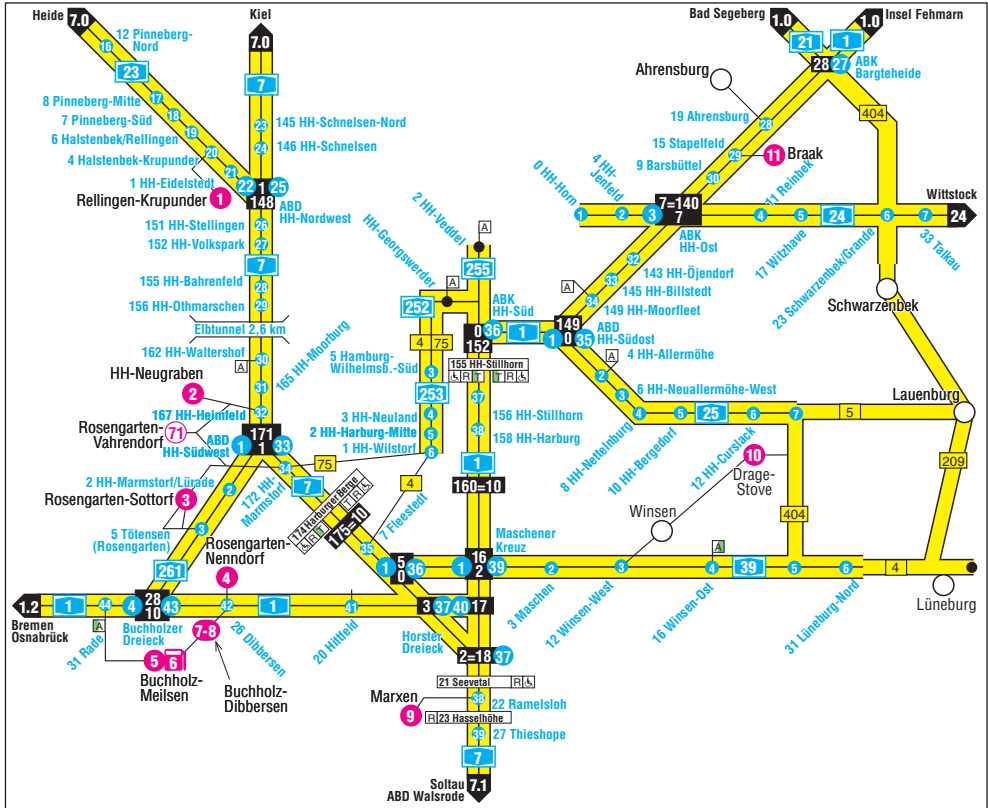 Heide
7.0
Kiel
7.0
Bad Segeberg
1.0
Insel Fehmarn
1.0
16
12 Pinneberg-
Nord
23
7
21
1
28
27
ABK
Bargteheide
Ahrensburg
404
8 Pinneberg-Mitte
17
7 Pinneberg-Süd
18
6 Halstenbek/Rellingen
19
4 Halstenbek-Krupunder
20
1 HH-Eidelstedt
21
Rellingen-Krupunder
1
23
145 HH-Schnelsen-Nord
24
146 HH-Schnelsen
22
1
148
25
ABD
HH-Nordwest
19 Ahrensburg
28
15 Stapelfeld
29
11
Braak
9 Barsbüttel
30
0 HH-Horn
4 HH-
Jenfeld
11 Reinbek
1
2
3
7=140
7
4
5
24
6
7
Wittstock
24
ABK
HH-Ost
17 Witzhave
23 Schwarzenbek/Grande
33 Talkau
Schwarzenbek
151 HH-Stellingen
26
152 HH-Volkspark
27
7
155 HH-Bahrenfeld
28
156 HH-Othmarschen
29
Elbtunnel 2,6 km
162 HH-Waltershof
30
A
31
165 HH-Moorburg
HH-Neugraben
2
32
167 HH-Heimfeld
Rosengarten-
Vahrendorf
71
ABD
HH-Südwest
1
171
1
33
HH-Georgswerder
2 HH-Veddel
A
255
A
252
ABK
HH-Süd
0
152
36
1
1
149
0
35
ABD
HH-Südost
32
143 HH-Öjendorf
33
145 HH-Billstedt
34
149 HH-Moorfleet
A
4
75
5 Hamburg-
Wilhelmsb.-Süd
3
253
3 HH-Neuland
4
2 HH-Harburg-Mitte
5
1 HH-Wilstorf
6
155 HH-Stillhorn
R T
T R
37
156 HH-Stillhorn
38
158 HH-Harburg
1
160=10
A
4 HH-Allermöhe
2
3
6 HH-Neuallermöhe-West
4
5
25
6
7
5
Lauenburg
8 HH-Nettelnburg
10 HH-Bergedorf
12 HH-Curslack
10
Drage-
Stove
209
404
Winsen
75
34
2 HH-Marmstorf/Lürade
2
Rosengarten-Sottorf
3
172 HH-
Marmstorf
7
174 Harburger Berge
R T
T R
175=10
4
7 Fleestedt
35
5 Tötensen
(Rosengarten)
3
Rosengarten-
Nenndorf
4
261
1
5
0
36
1
16
2
39
Maschener
Kreuz
2
3
4
A
39
5
6
4
Lüneburg
3 Maschen
12 Winsen-West
16 Winsen-Ost
31 Lüneburg-Nord
1.2
Bremen
Osnabrück
1
44
4
28
10
43
42
1
41
3
37
40
17
A
31 Rade
Buchholzer
Dreieck
26 Dibbersen
20 Hittfeld
Horster
Dreieck
7-8
5
6
Buchholz-
Meilsen
Buchholz-
Dibbersen
2=18
37
21 Seevetal
R
Marxen
9
38
22 Ramelsloh
R
23 Hasselhöhe
39
27 Thieshope
7
Soltau
ABD Walsrode
7.1